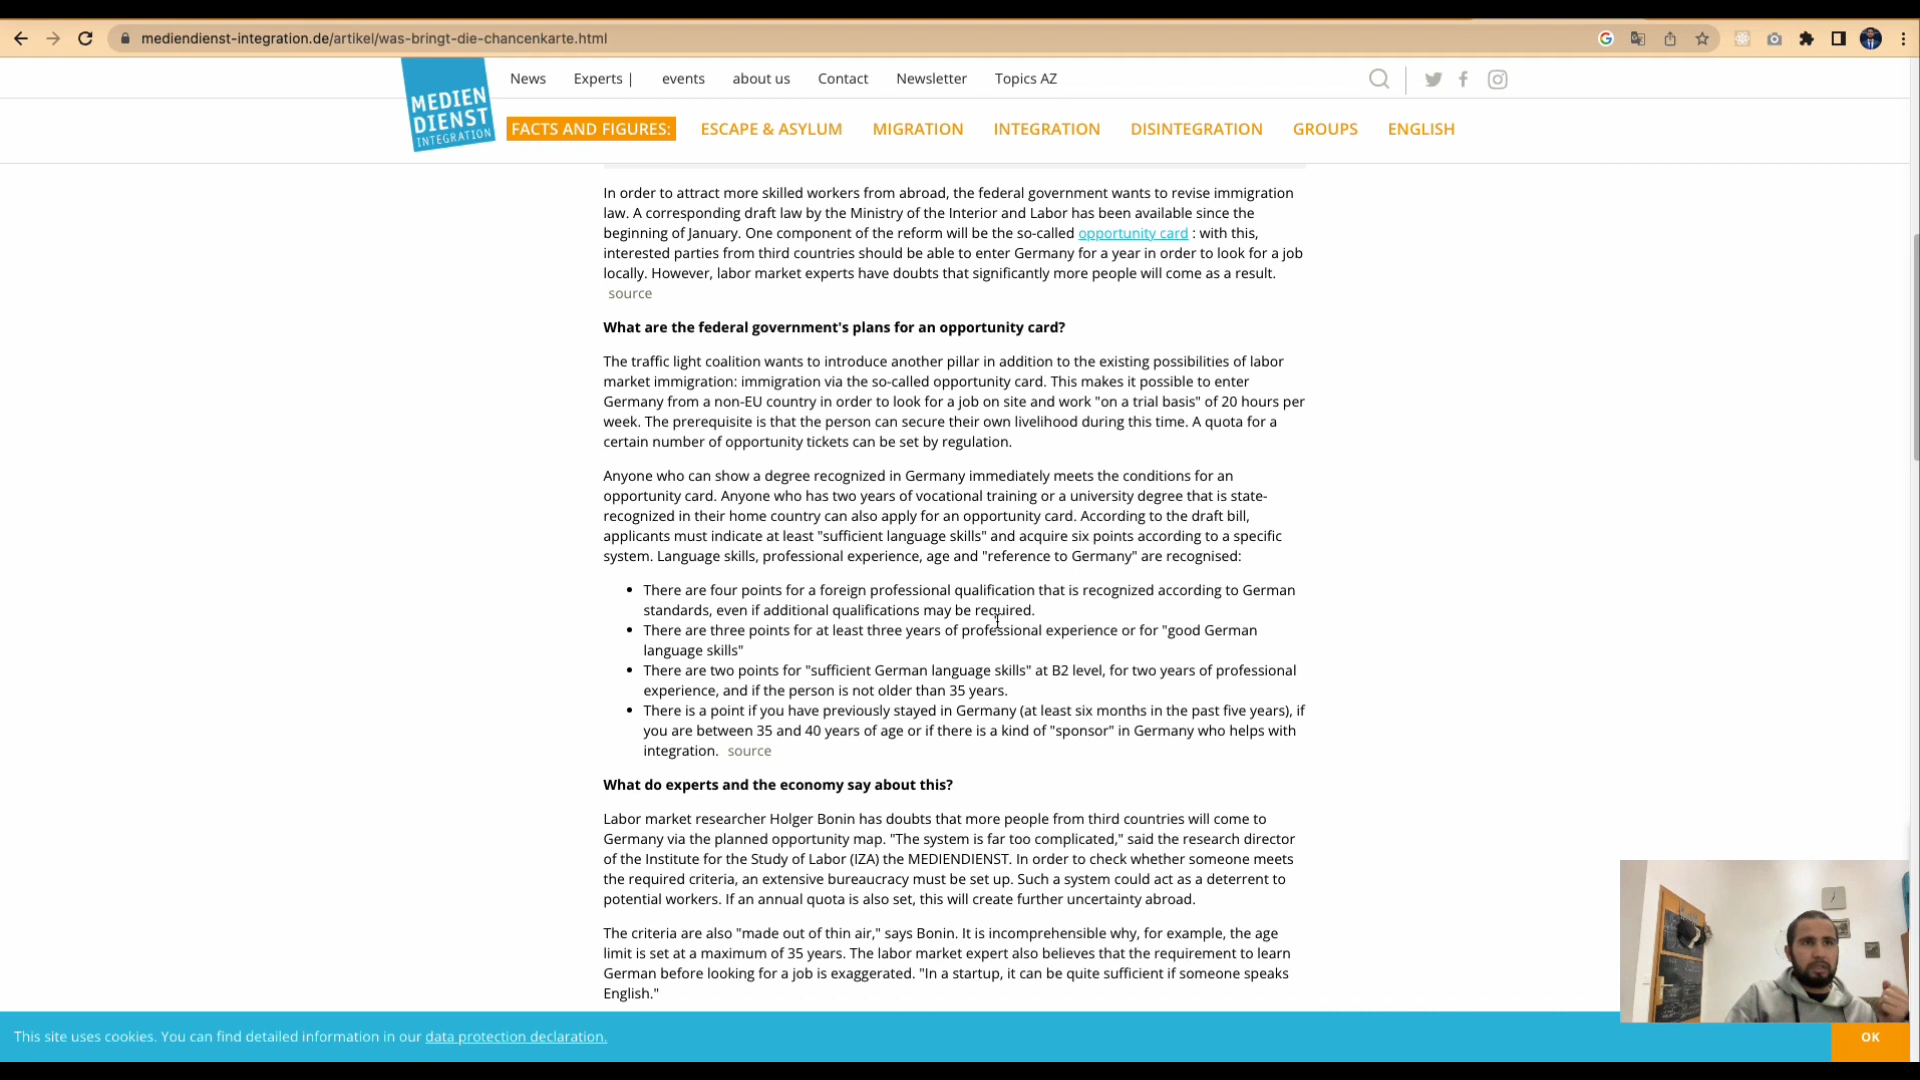 mediendienst-integration.de/artikel/was-bringt-die-chancenkarte.html
MEDIEN
DIENST
INTEGRATION
News Experts | events about us Contact Newsletter Topics AZ
FACTS AND FIGURES: ESCAPE & ASYLUM MIGRATION INTEGRATION DISINTEGRATION GROUPS ENGLISH
In order to attract more skilled workers from abroad, the federal government wants to revise immigration
law. A corresponding draft law by the Ministry of the Interior and Labor has been available since the
beginning of January. One component of the reform will be the so-called opportunity card : with this,
interested parties from third countries should be able to enter Germany for a year in order to look for a job
locally. However, labor market experts have doubts that significantly more people will come as a result.
source
What are the federal government's plans for an opportunity card?
The traffic light coalition wants to introduce another pillar in addition to the existing possibilities of labor
market immigration: immigration via the so-called opportunity card. This makes it possible to enter
Germany from a non-EU country in order to look for a job on site and work "on a trial basis" of 20 hours per
week. The prerequisite is that the person can secure their own livelihood during this time. A quota for a
certain number of opportunity tickets can be set by regulation.
Anyone who can show a degree recognized in Germany immediately meets the conditions for an
opportunity card. Anyone who has two years of vocational training or a university degree that is state-
recognized in their home country can also apply for an opportunity card. According to the draft bill,
applicants must indicate at least "sufficient language skills" and acquire six points according to a specific
system. Language skills, professional experience, age and "reference to Germany" are recognised:
• There are four points for a foreign professional qualification that is recognized according to German
standards, even if additional qualifications may be required.
• There are three points for at least three years of professional experience or for "good German
language skills"
• There are two points for "sufficient German language skills" at B2 level, for two years of professional
experience, and if the person is not older than 35 years.
• There is a point if you have previously stayed in Germany (at least six months in the past five years), if
you are between 35 and 40 years of age or if there is a kind of "sponsor" in Germany who helps with
integration. source
What do experts and the economy say about this?
Labor market researcher Holger Bonin has doubts that more people from third countries will come to
Germany via the planned opportunity map. "The system is far too complicated," said the research director
of the Institute for the Study of Labor (IZA) the MEDIENDIENST. In order to check whether someone meets
the required criteria, an extensive bureaucracy must be set up. Such a system could act as a deterrent to
potential workers. If an annual quota is also set, this will create further uncertainty abroad.
The criteria are also "made out of thin air," says Bonin. It is incomprehensible why, for example, the age
limit is set at a maximum of 35 years. The labor market expert also believes that the requirement to learn
German before looking for a job is exaggerated. "In a startup, it can be quite sufficient if someone speaks
English."
This site uses cookies. You can find detailed information in our data protection declaration.
OK